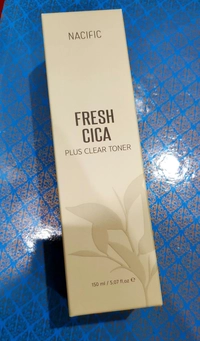 NACIFIC
FRESH
CICA
PLUS CLEAR TONER
150 ml / 5.07 fl oz ℮